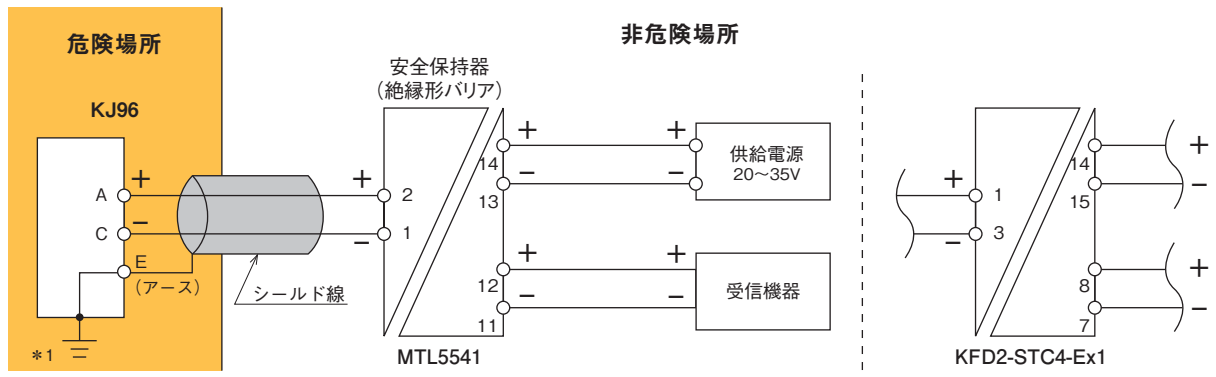 危険場所
非危険場所
KJ96
安全保持器
（絶縁形バリア）
A
+
C
−
E
（アース）
＊1
シールド線
+
2
−
1
14
+
+
13
−
−
供給電源
20〜35V
12
+
+
11
−
−
受信機器
MTL5541
+
1
−
3
14
+
15
−
8
+
7
−
KFD2-STC4-Ex1